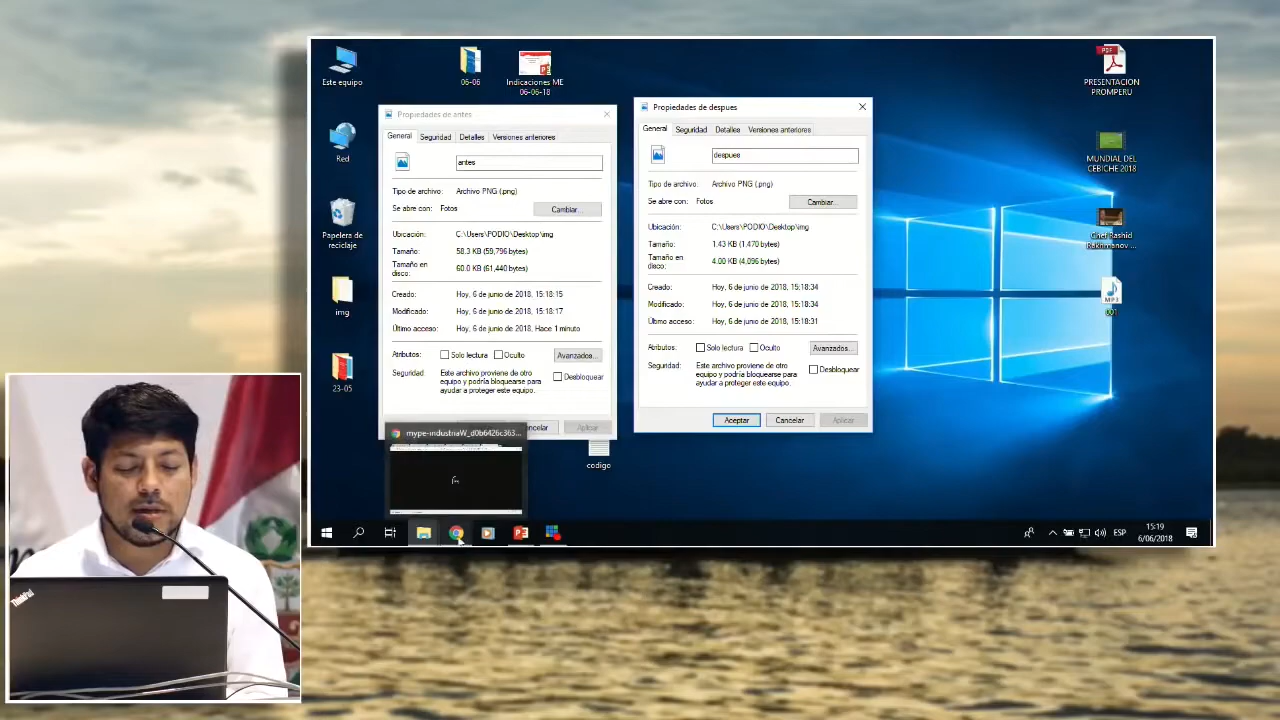 Este equipo
06-06
Indicaciones ME
06-06-18
PRESENTACION
PROMPERU
Red
MUNDIAL DEL
CEBICHE 2018
Papelera de
reciclaje
Chef Rashid
Rakhmanov ...
img
MP3
001
23-05
codigo
Propiedades de antes
General Seguridad Detalles Versiones anteriores
antes
Tipo de archivo: Archivo PNG (.png)
Se abre con: Fotos Cambiar...
Ubicación: C:\Users\PODIO\Desktop\img
Tamaño: 58.3 KB (59,796 bytes)
Tamaño en
disco: 60.0 KB (61,440 bytes)
Creado: Hoy, 6 de junio de 2018, 15:18:15
Modificado: Hoy, 6 de junio de 2018, 15:18:17
Último acceso: Hoy, 6 de junio de 2018, Hace 1 minuto
Atributos: Solo lectura Oculto Avanzados...
Seguridad: Este archivo proviene de otro
equipo y podría bloquearse para
ayudar a proteger este equipo.
Desbloquear
ncelar Aplicar
Propiedades de despues
General Seguridad Detalles Versiones anteriores
despues
Tipo de archivo: Archivo PNG (.png)
Se abre con: Fotos Cambiar...
Ubicación: C:\Users\PODIO\Desktop\img
Tamaño: 1.43 KB (1,470 bytes)
Tamaño en
disco: 4.00 KB (4,096 bytes)
Creado: Hoy, 6 de junio de 2018, 15:18:34
Modificado: Hoy, 6 de junio de 2018, 15:18:34
Último acceso: Hoy, 6 de junio de 2018, 15:18:31
Atributos: Solo lectura Oculto Avanzados...
Seguridad: Este archivo proviene de otro
equipo y podría bloquearse para
ayudar a proteger este equipo.
Desbloquear
Aceptar Cancelar Aplicar
mype-industriaW_d0b6426c363...
ESP
15:19
6/06/2018
ThinkPad